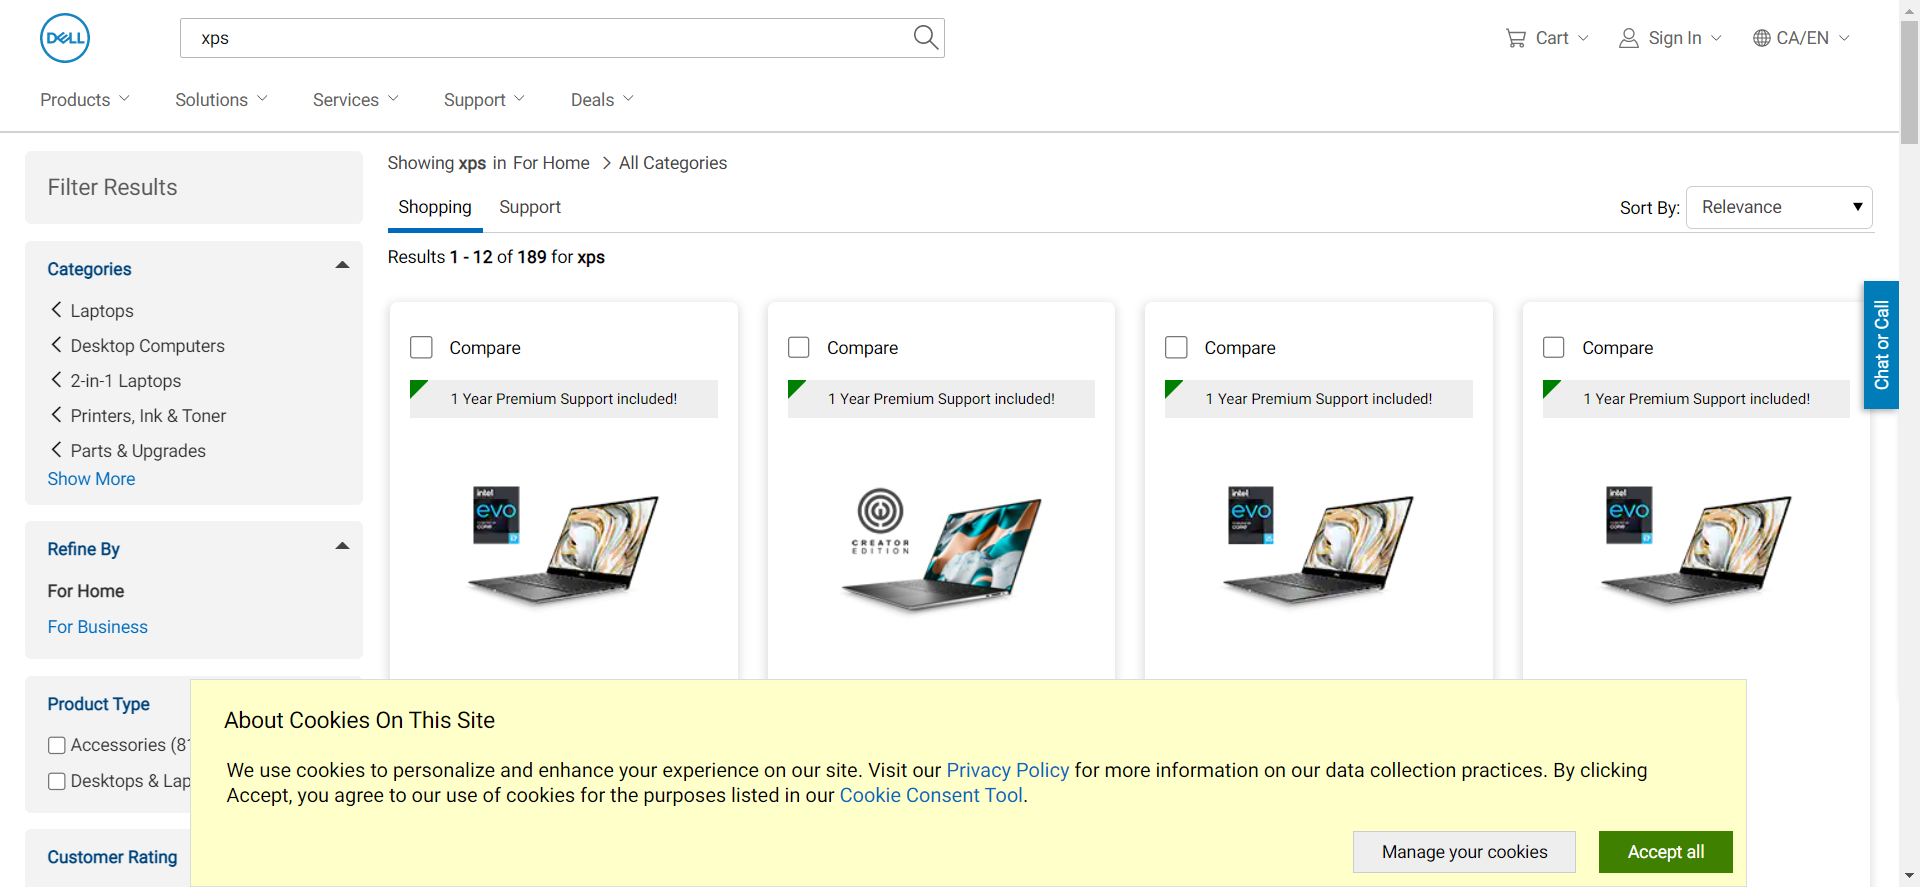 DELL
xps
Cart
Sign In
CA/EN
Products
Solutions
Services
Support
Deals
Filter Results
Showing xps in For Home > All Categories
Shopping
Support
Sort By:
Relevance
Results 1 - 12 of 189 for xps
Categories
Laptops
Desktop Computers
2-in-1 Laptops
Printers, Ink & Toner
Parts & Upgrades
Show More
Refine By
For Home
For Business
Product Type
Accessories (81
Desktops & Lap
Customer Rating
Compare
1 Year Premium Support included!
intel
evo
Compare
1 Year Premium Support included!
CREATOR
EDITION
Compare
1 Year Premium Support included!
intel
evo
Compare
1 Year Premium Support included!
intel
evo
Chat or Call
About Cookies On This Site
We use cookies to personalize and enhance your experience on our site. Visit our Privacy Policy for more information on our data collection practices. By clicking
Accept, you agree to our use of cookies for the purposes listed in our Cookie Consent Tool.
Manage your cookies
Accept all